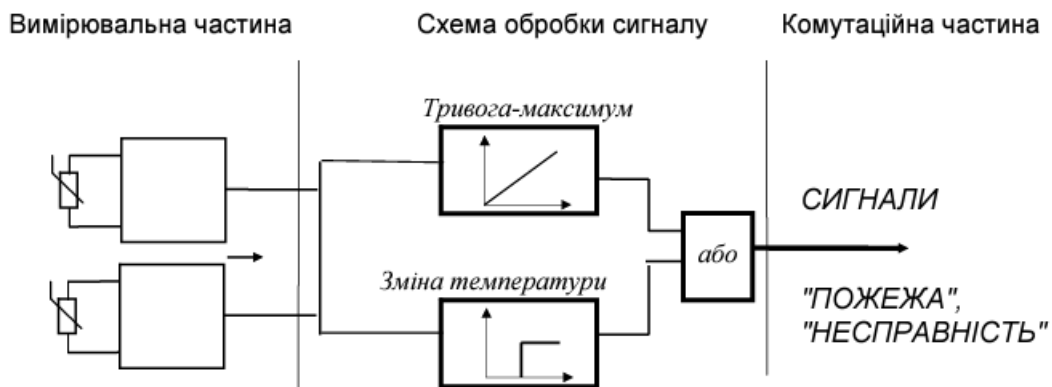 Вимірювальна частина
Схема обробки сигналу
Комутаційна частина
Тривога-максимум
Зміна температури
або
СИГНАЛИ
"ПОЖЕЖА",
"НЕСПРАВНІСТЬ"